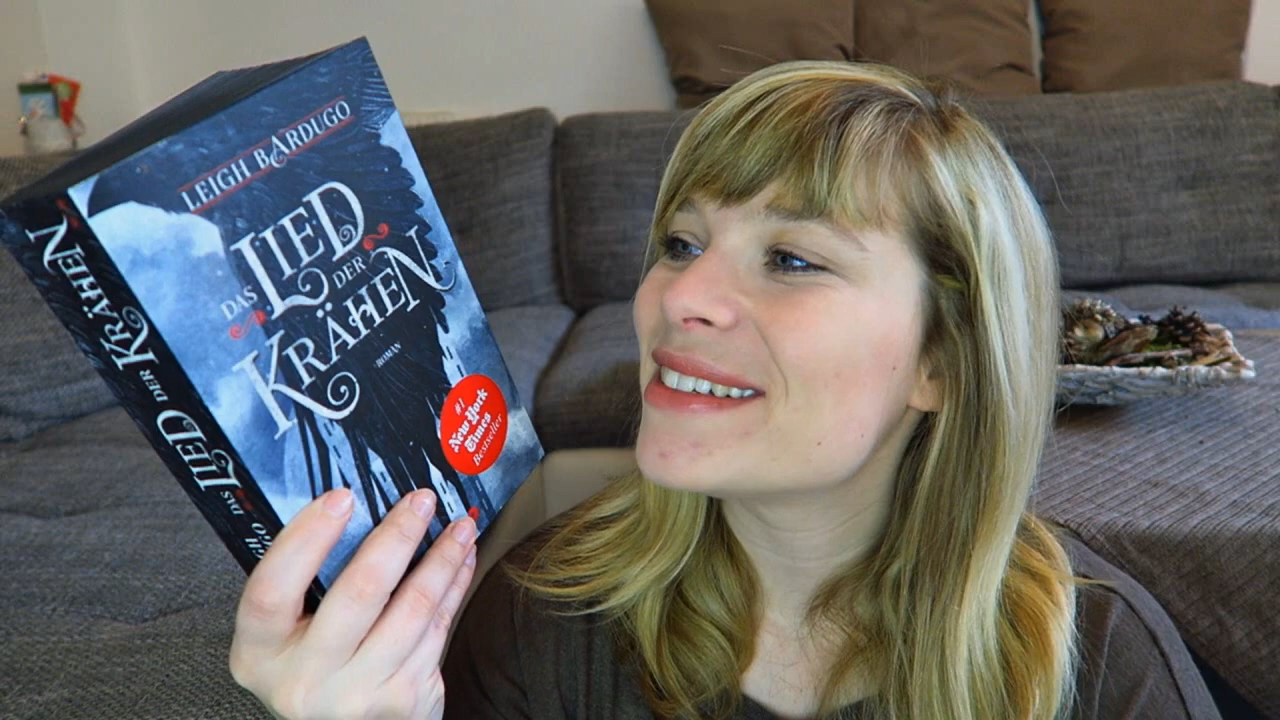 LEIGH BARDUGO
DAS LIED
DER
KRÄHEN
ROMAN
#1
New York
Times
Bestseller
DAS LIED DER KRÄHEN